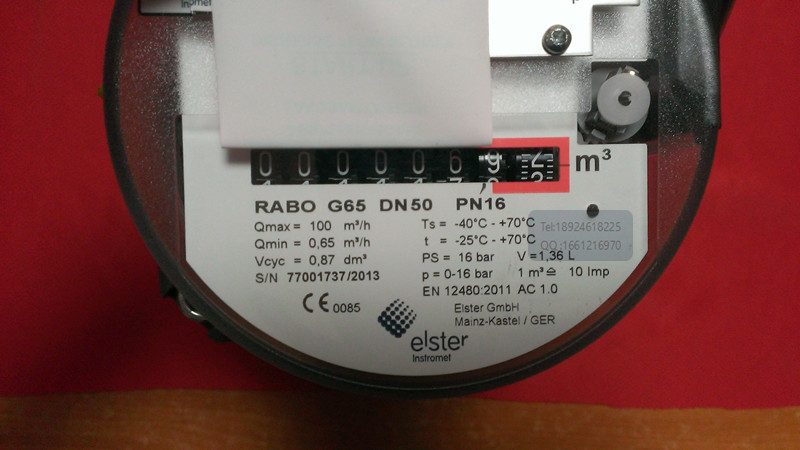 Instromet
p
0 0 0 0 0 6 9 2
m³
RABO G65 DN50 PN16
Qmax = 100 m³/h
Qmin = 0,65 m³/h
Vcyc = 0,87 dm³
S/N 77001737/2013
Ts = -40°C - +70°C
t = -25°C - +70°C
PS = 16 bar V = 1,36 L
p = 0-16 bar 1 m³ ≙ 10 Imp
EN 12480:2011 AC 1.0
Tel:18924618225
QQ:1661216970
CE 0085
Elster GmbH
Mainz-Kastel / GER
elster
Instromet